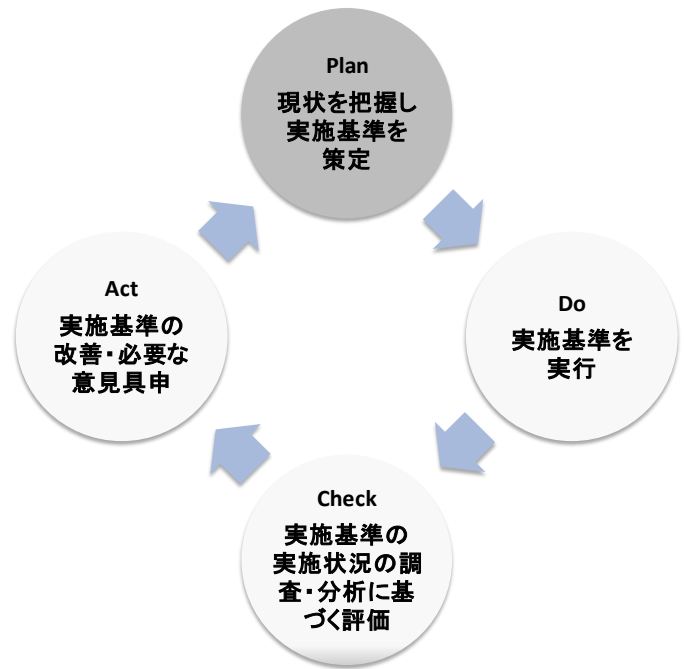 Plan
現状を把握し
実施基準を
策定
Do
実施基準を
実行
Check
実施基準の
実施状況の調
査・分析に基
づく評価
Act
実施基準の
改善・必要な
意見具申